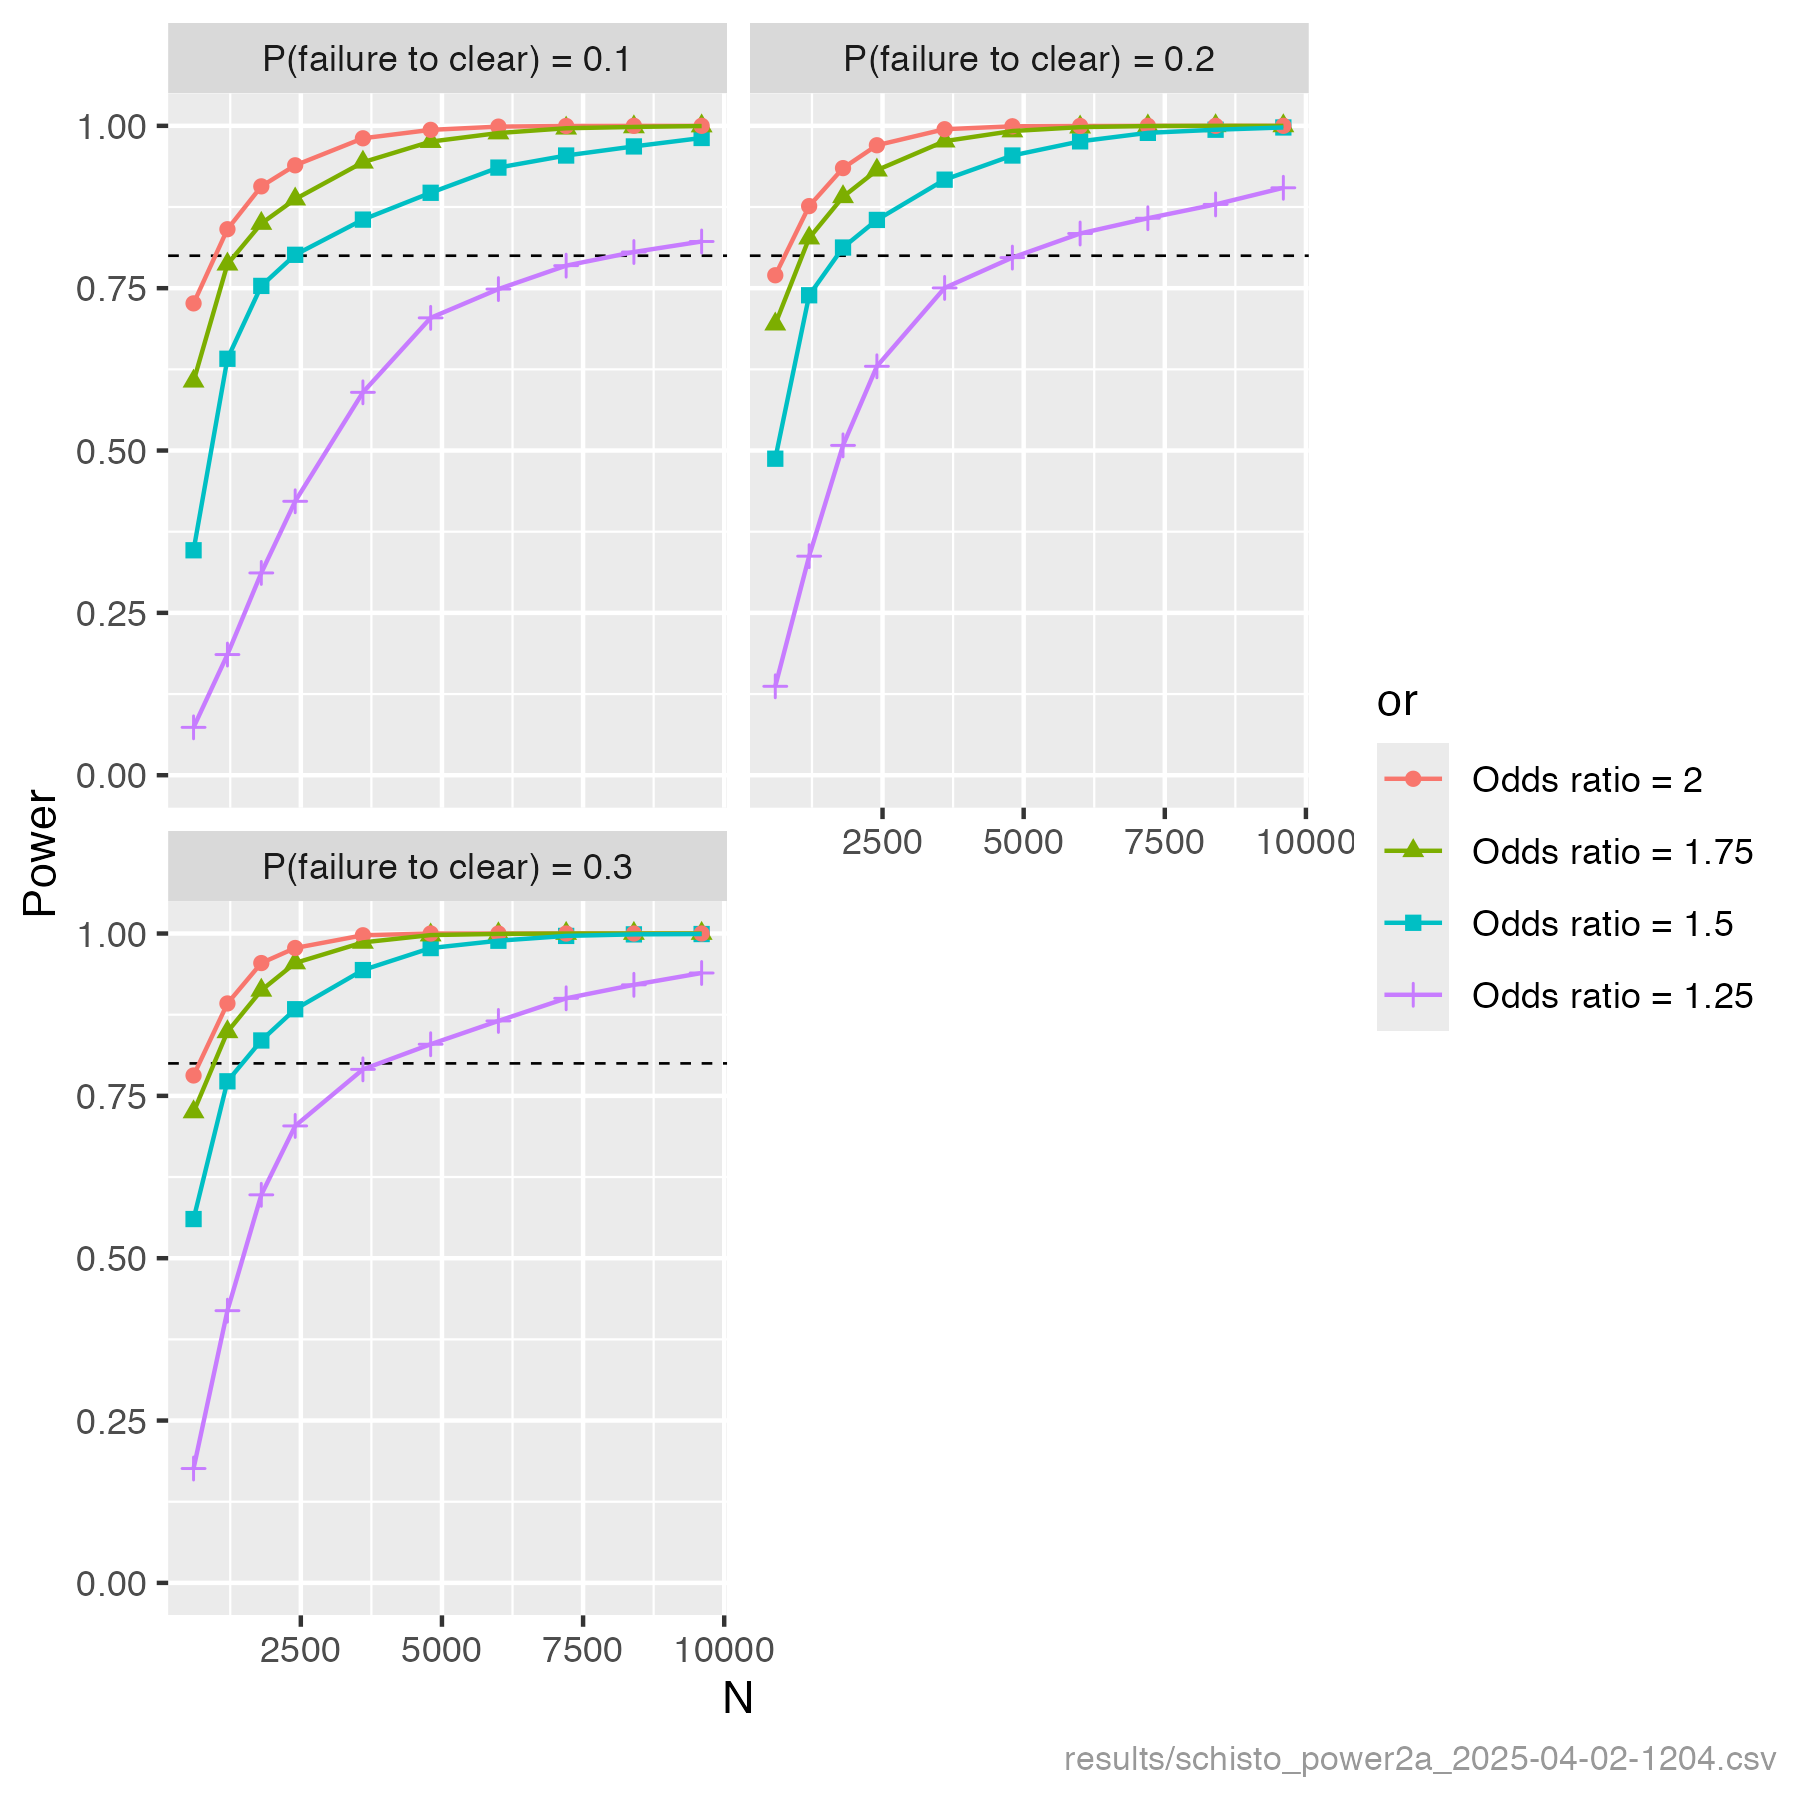 P(failure to clear) = 0.1
P(failure to clear) = 0.2
1.00
0.75
0.50
0.25
0.00
2500
5000
7500
10000
Power
P(failure to clear) = 0.3
1.00
0.75
0.50
0.25
0.00
2500
5000
7500
10000
N
or
Odds ratio = 2
Odds ratio = 1.75
Odds ratio = 1.5
Odds ratio = 1.25
results/schisto_power2a_2025-04-02-1204.csv